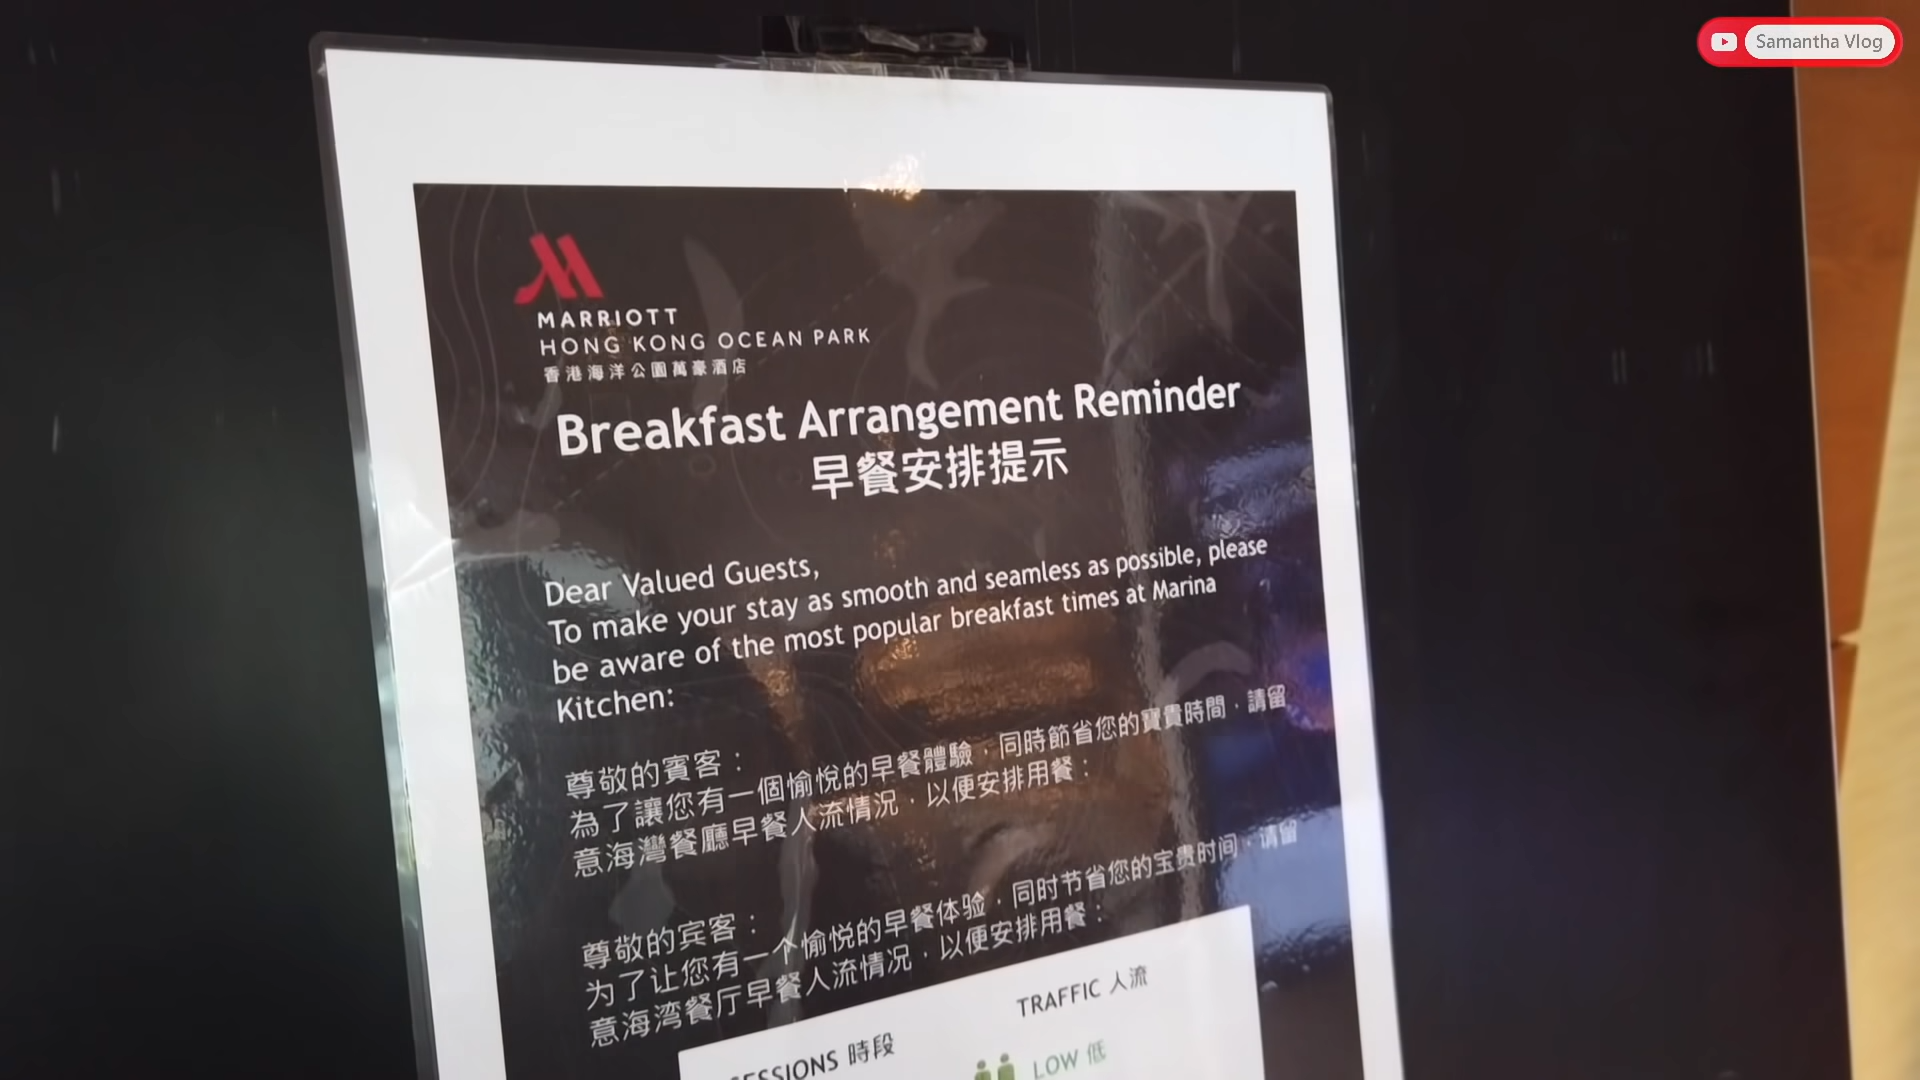 Samantha Vlog
MARRIOTT
HONG KONG OCEAN PARK
香港海洋公園萬豪酒店
Breakfast Arrangement Reminder
早餐安排提示
Dear Valued Guests,
To make your stay as smooth and seamless as possible, please
be aware of the most popular breakfast times at Marina
Kitchen:
尊敬的賓客：
為了讓您有一個愉悅的早餐體驗，同時節省您的寶貴時間，請留
意海灣餐廳早餐人流情況，以便安排用餐：
尊敬的宾客：
为了让您有一个愉悦的早餐体验，同时节省您的宝贵时间，请留
意海湾餐厅早餐人流情况，以便安排用餐：
TRAFFIC 人流
SESSIONS 時段
LOW 低